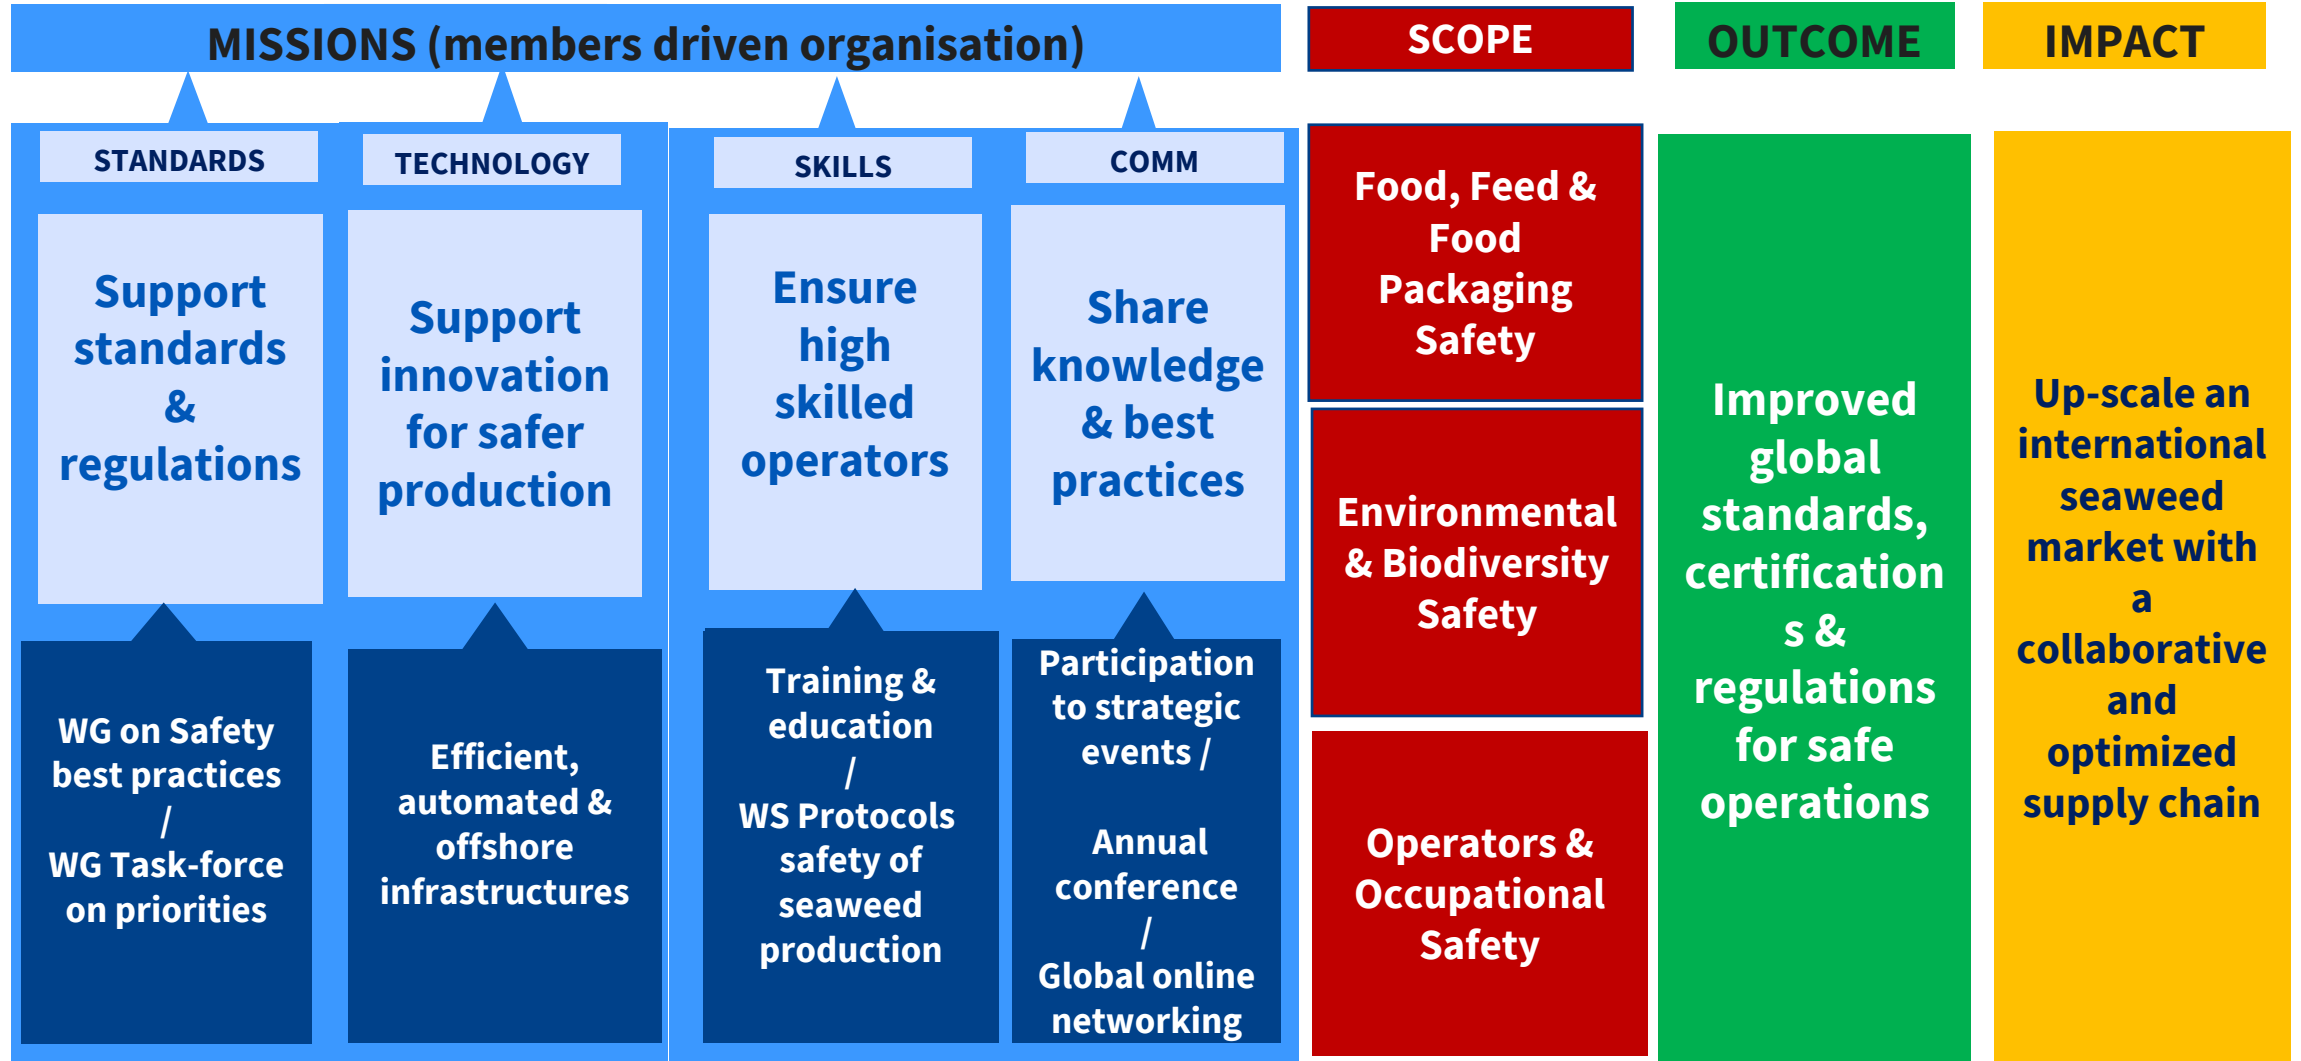 MISSIONS (members driven organisation)
SCOPE
OUTCOME
IMPACT
STANDARDS
Support
standards
&
regulations
WG on Safety
best practices
/
WG Task-force
on priorities
TECHNOLOGY
Support
innovation
for safer
production
Efficient,
automated &
offshore
infrastructures
SKILLS
Ensure
high
skilled
operators
Training &
education
/
WS Protocols
safety of
seaweed
production
COMM
Share
knowledge
& best
practices
Participation
to strategic
events /
Annual
conference
/
Global online
networking
Food, Feed &
Food
Packaging
Safety
Environmental
& Biodiversity
Safety
Operators &
Occupational
Safety
Improved
global
standards,
certification
s &
regulations
for safe
operations
Up-scale an
international
seaweed
market with
a
collaborative
and
optimized
supply chain